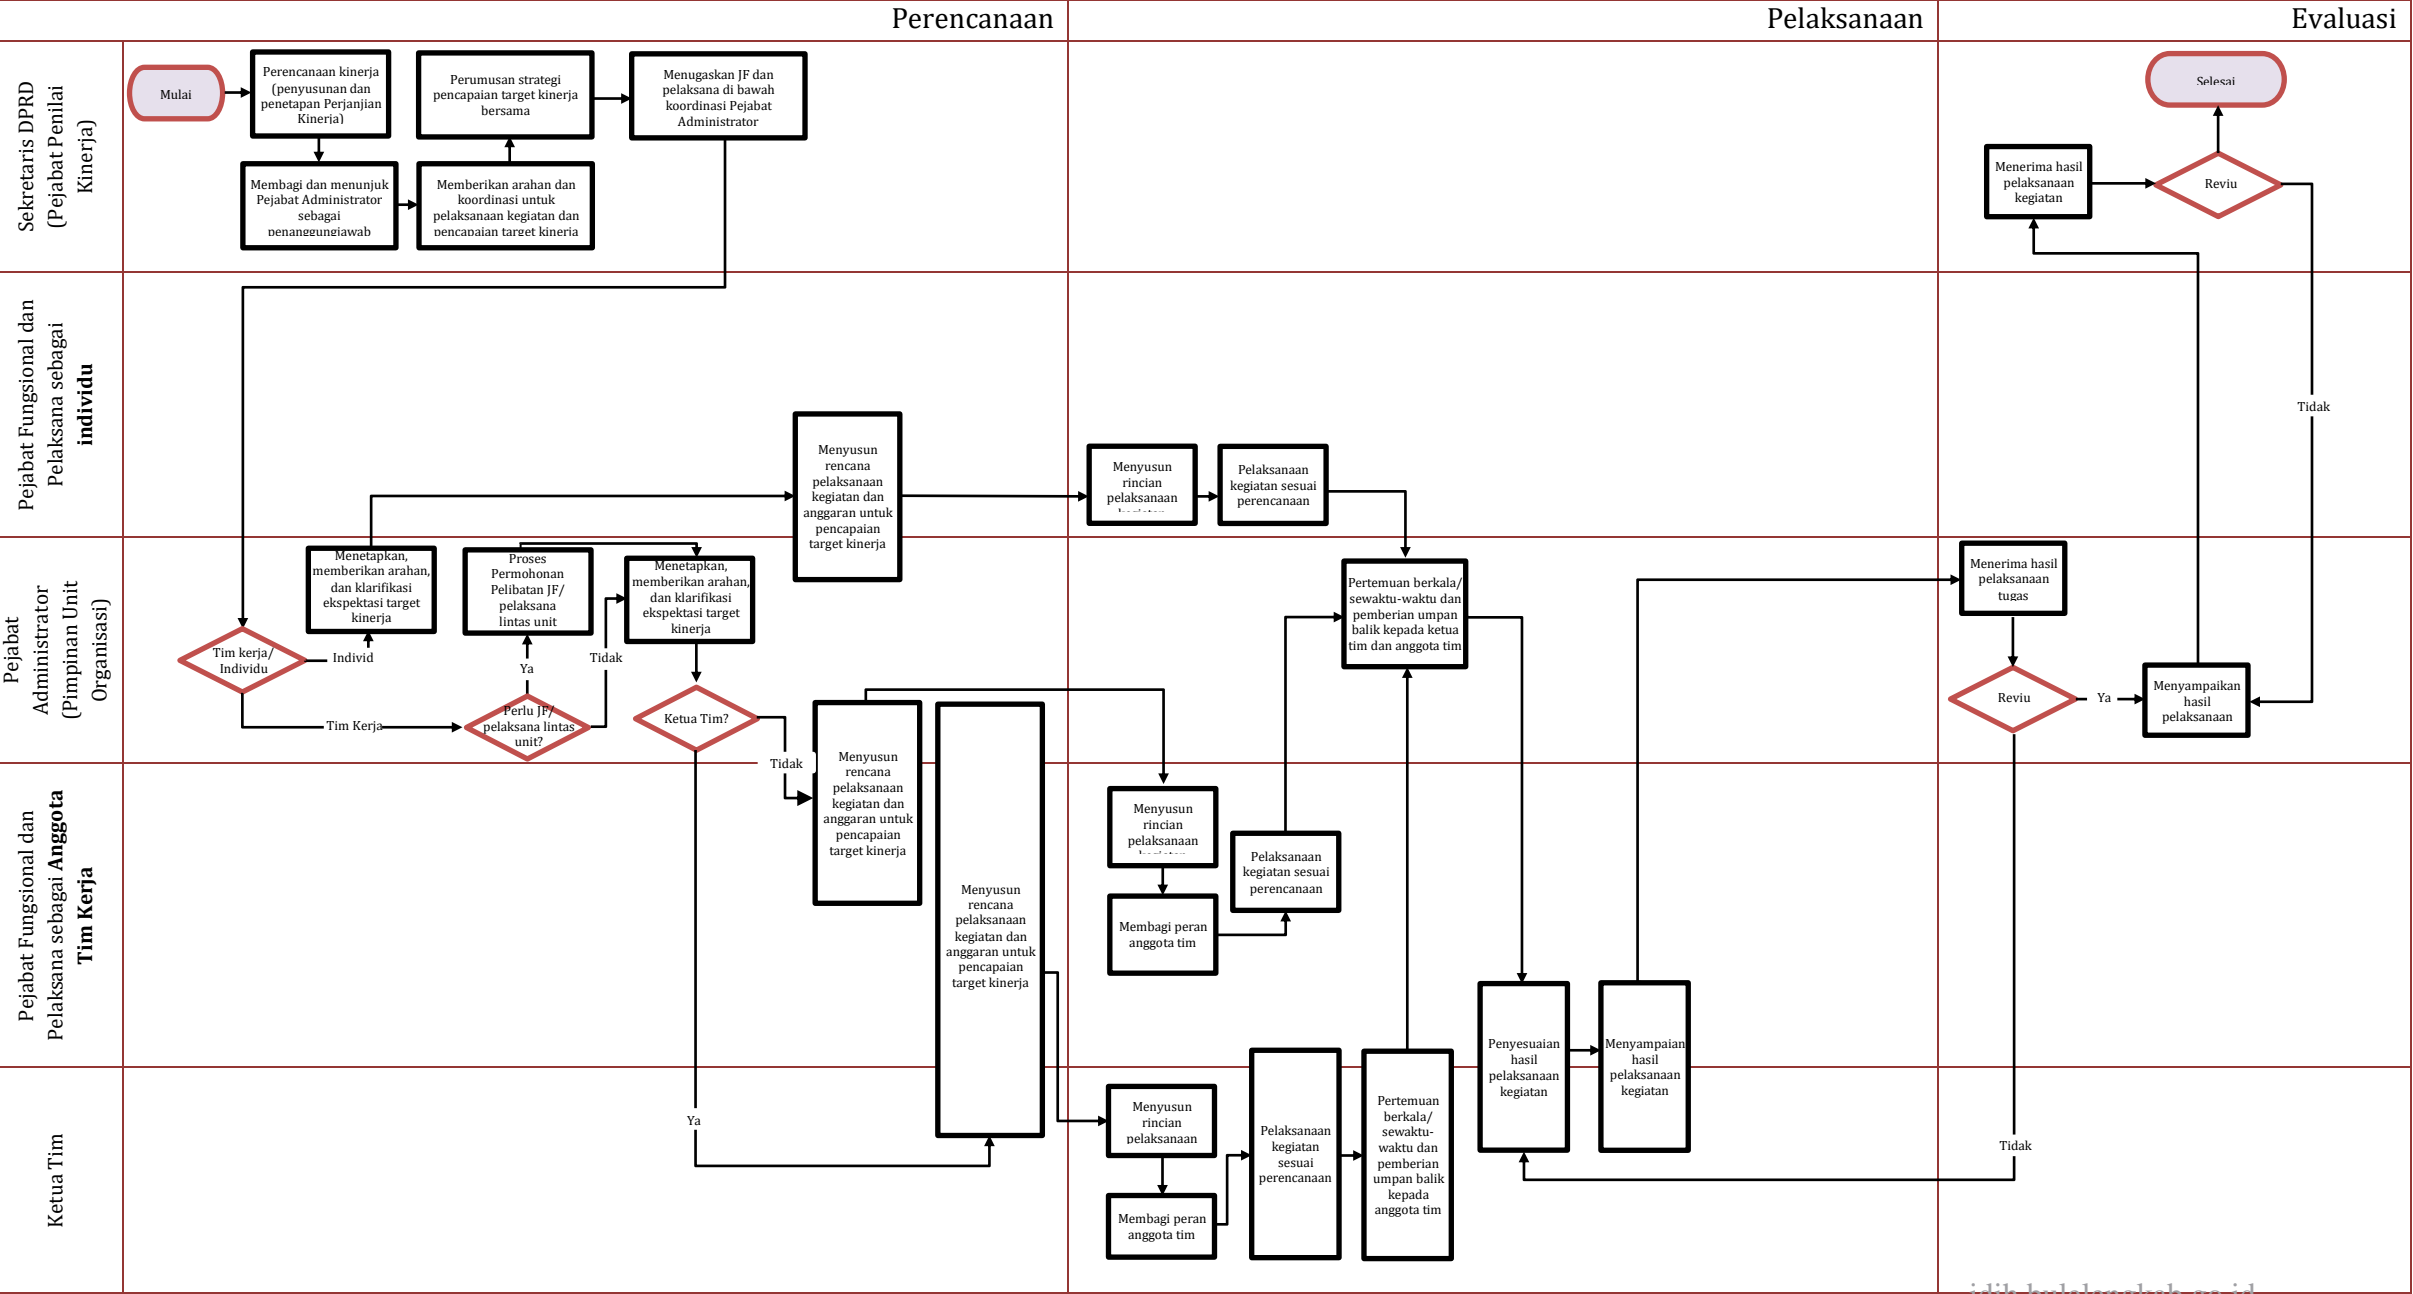 Perencanaan
Pelaksanaan
Evaluasi
Sekretaris DPRD
(Pejabat Penilai
Kinerja)
Mulai
Perencanaan kinerja
(penyusunan dan
penetapan Perjanjian
Kinerja)
Membagi dan menunjuk
Pejabat Administrator
sebagai
penanggungjawab
Memberikan arahan dan
koordinasi untuk
pelaksanaan kegiatan dan
pencapaian target kinerja
Perumusan strategi
pencapaian target kinerja
bersama
Menugaskan JF dan
pelaksana di bawah
koordinasi Pejabat
Administrator
Menerima hasil
pelaksanaan
kegiatan
Reviu
Selesai
Tidak
Pejabat Fungsional dan
Pelaksana sebagai
individu
Menyusun
rencana
pelaksanaan
kegiatan dan
anggaran untuk
pencapaian
target kinerja
Menyusun
rincian
pelaksanaan
Pelaksanaan
kegiatan sesuai
perencanaan
Pejabat
Administrator
(Pimpinan Unit
Organisasi)
Tim kerja/
Individu
Individ
Tim Kerja
Menetapkan,
memberikan arahan,
dan klarifikasi
ekspektasi target
kinerja
Proses
Permohonan
Pelibatan JF/
pelaksana
lintas unit
Ya
Tidak
Perlu JF/
pelaksana lintas
unit?
Menetapkan,
memberikan arahan,
dan klarifikasi
ekspektasi target
kinerja
Ketua Tim?
Tidak
Ya
Pertemuan berkala/
sewaktu-waktu dan
pemberian umpan
balik kepada ketua
tim dan anggota tim
Menerima hasil
pelaksanaan
tugas
Reviu
Ya
Menyampaikan
hasil
pelaksanaan
Tidak
Pejabat Fungsional dan
Pelaksana sebagai Anggota
Tim Kerja
Menyusun
rencana
pelaksanaan
kegiatan dan
anggaran untuk
pencapaian
target kinerja
Menyusun
rencana
pelaksanaan
kegiatan dan
anggaran untuk
pencapaian
target kinerja
Menyusun
rincian
pelaksanaan
Membagi peran
anggota tim
Pelaksanaan
kegiatan sesuai
perencanaan
Penyesuaian
hasil
pelaksanaan
kegiatan
Menyampaian
hasil
pelaksanaan
kegiatan
Ketua Tim
Menyusun
rincian
pelaksanaan
Membagi peran
anggota tim
Pelaksanaan
kegiatan
sesuai
perencanaan
Pertemuan
berkala/
sewaktu-
waktu dan
pemberian
umpan balik
kepada
anggota tim